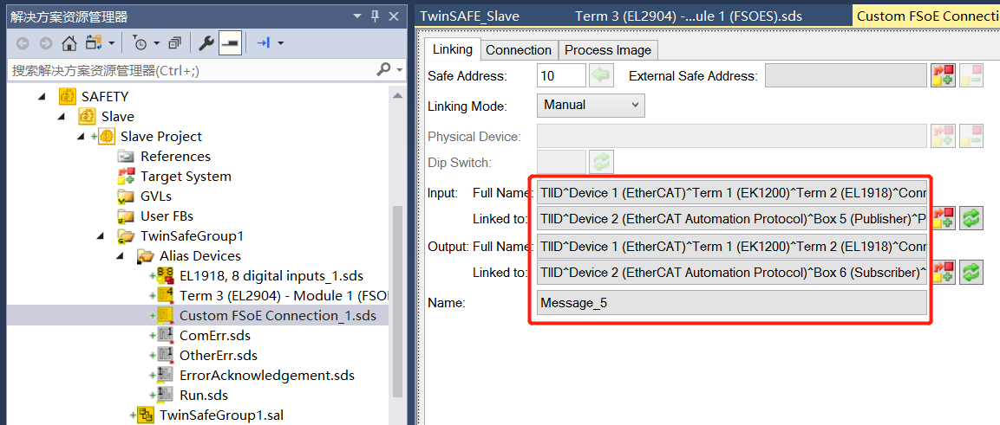 解决方案资源管理器
搜索解决方案资源管理器(Ctrl+;)
SAFETY
Slave
Slave Project
References
Target System
GVLs
User FBs
TwinSafeGroup1
Alias Devices
EL1918, 8 digital inputs_1.sds
Term 3 (EL2904) - Module 1 (FSOE
Custom FSoE Connection_1.sds
ComErr.sds
OtherErr.sds
ErrorAcknowledgement.sds
Run.sds
TwinSafeGroup1.sal
TwinSAFE_Slave
Term 3 (EL2904) -...ule 1 (FSOES).sds
Custom FSoE Connecti
Linking
Connection
Process Image
Safe Address: 10 External Safe Address:
Linking Mode: Manual
Physical Device:
Dip Switch:
Input: Full Name: TIID^Device 1 (EtherCAT)^Term 1 (EK1200)^Term 2 (EL1918)^Conn
Linked to: TIID^Device 2 (EtherCAT Automation Protocol)^Box 5 (Publisher)^P
Output: Full Name: TIID^Device 1 (EtherCAT)^Term 1 (EK1200)^Term 2 (EL1918)^Conn
Linked to: TIID^Device 2 (EtherCAT Automation Protocol)^Box 6 (Subscriber)^
Name: Message_5